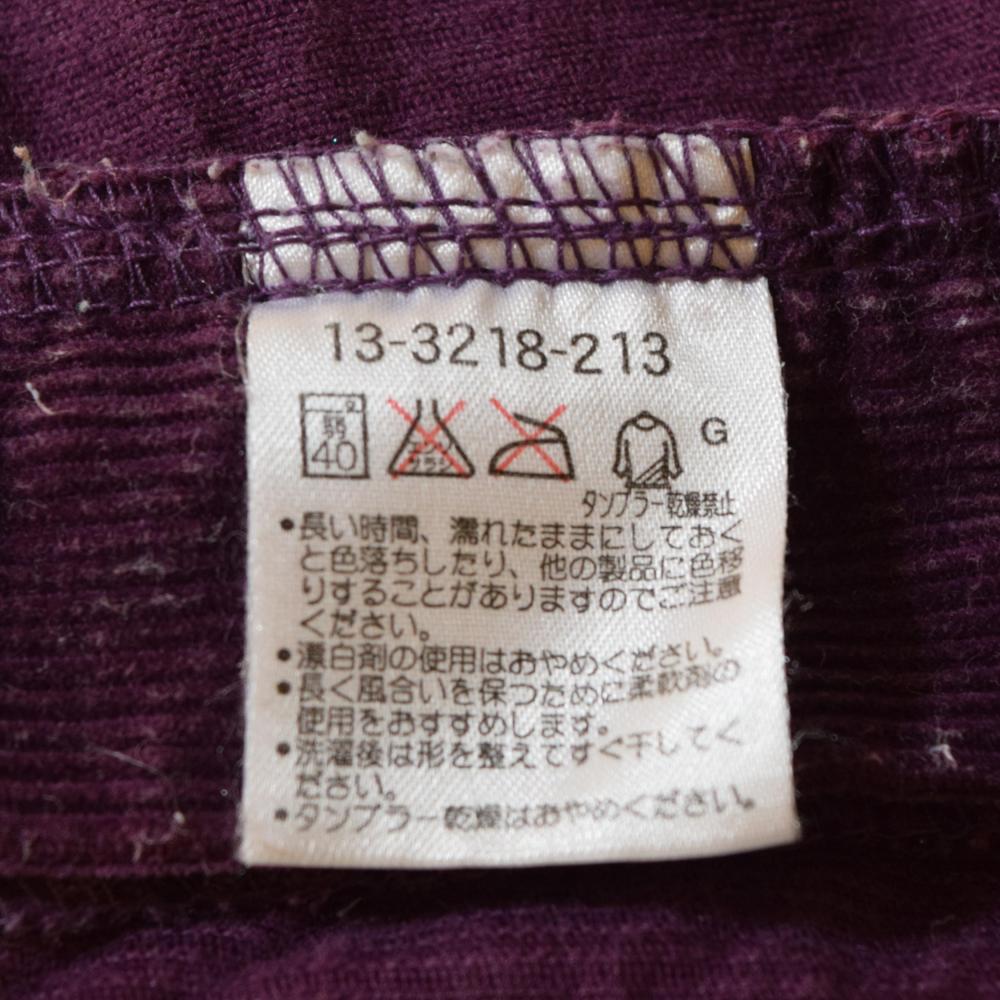 13-3218-213
弱
40
エンソ
サラシ
G
タンブラー乾燥禁止
●長い時間、濡れたままにしておく
と色落ちしたり、他の製品に色移
りすることがありますのでご注意
ください。
●漂白剤の使用はおやめください。
●長く風合いを保つために柔軟剤の
使用をおすすめします。
●洗濯後は形を整えてすぐ干してく
ださい。
●タンブラー乾燥はおやめください。